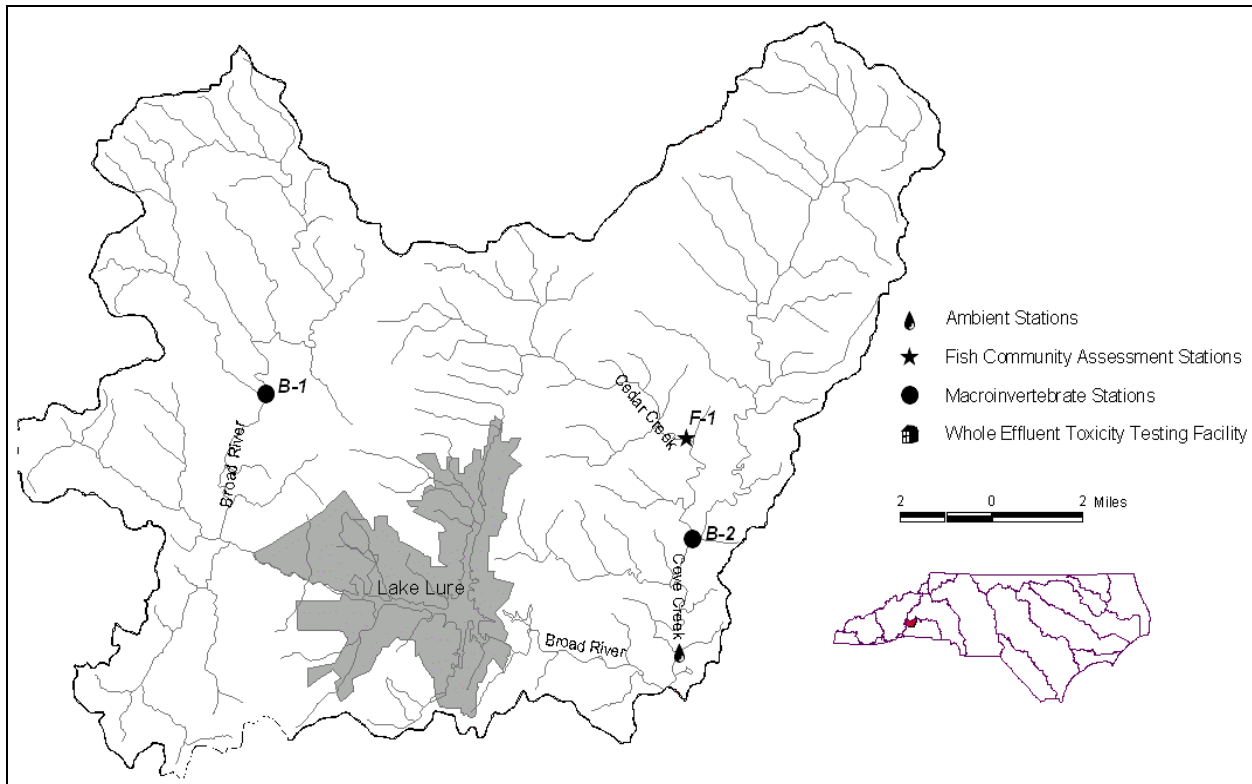 B-1
Broad River
Cedar Creek
F-1
B-2
Cove Creek
Lake Lure
Broad River
Ambient Stations
Fish Community Assessment Stations
Macroinvertebrate Stations
Whole Effluent Toxicity Testing Facility
2 0 2 Miles